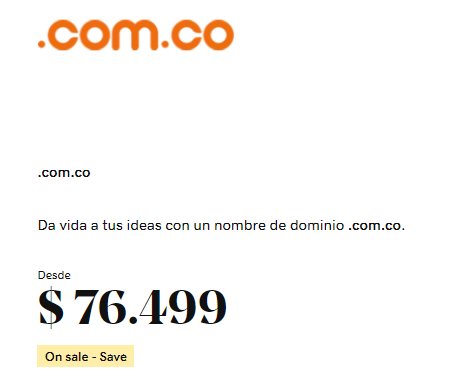 .com.co
.com.co
Da vida a tus ideas con un nombre de dominio .com.co.
Desde
$ 76.499
On sale - Save